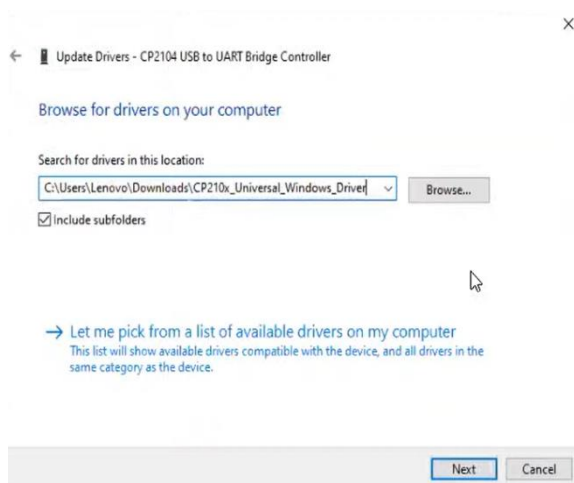 Update Drivers - CP2104 USB to UART Bridge Controller
Browse for drivers on your computer
Search for drivers in this location:
C:\Users\Lenovo\Downloads\CP210x_Universal_Windows_Driver
Browse...
Include subfolders
Let me pick from a list of available drivers on my computer
This list will show available drivers compatible with the device, and all drivers in the
same category as the device.
Next
Cancel